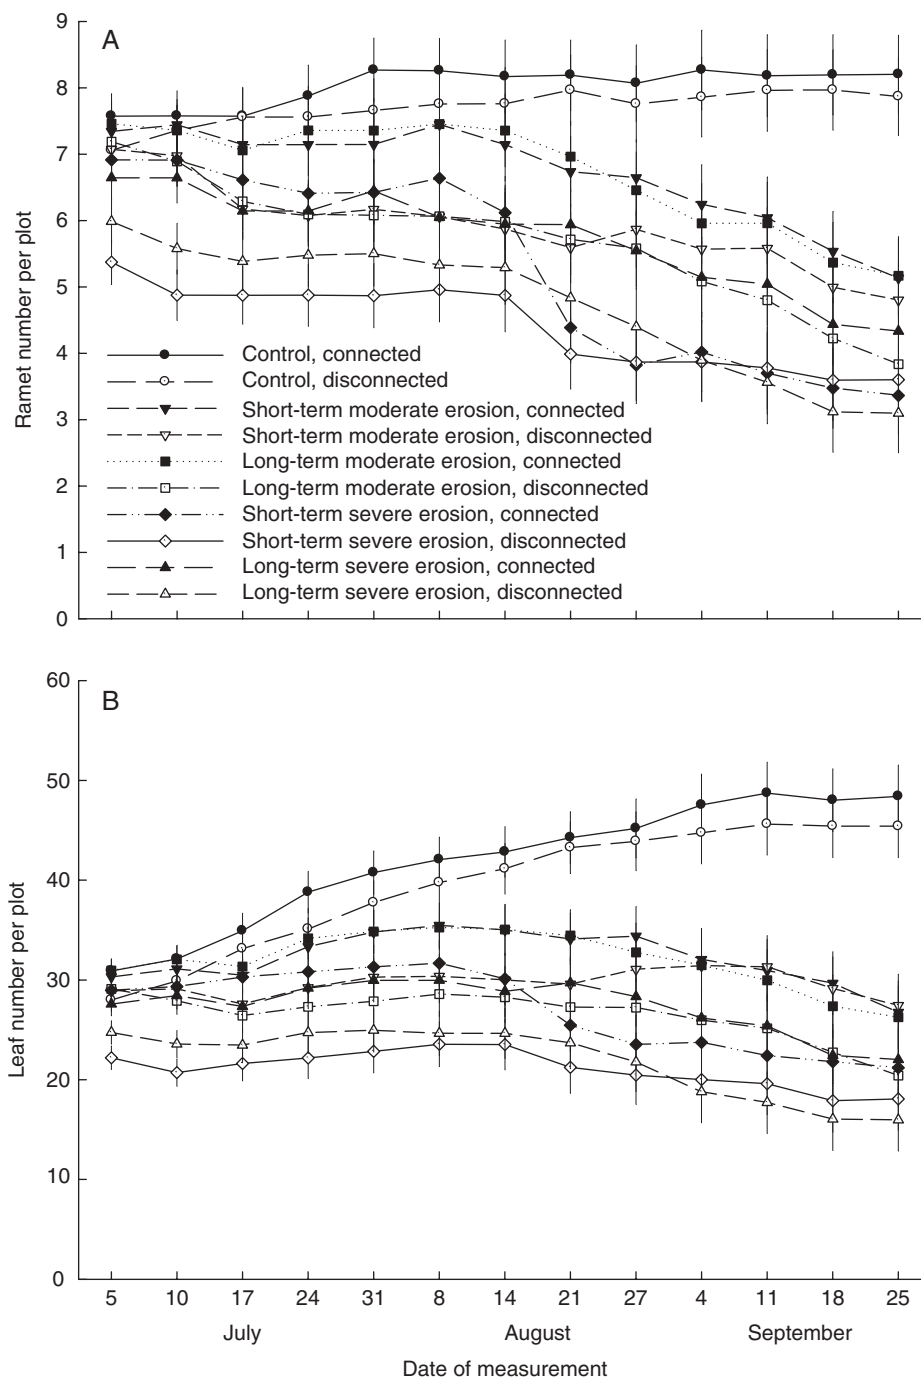 A
9
8
7
6
5
4
3
2
1
0
Ramet number per plot
Control, connected
Control, disconnected
Short-term moderate erosion, connected
Short-term moderate erosion, disconnected
Long-term moderate erosion, connected
Long-term moderate erosion, disconnected
Short-term severe erosion, connected
Short-term severe erosion, disconnected
Long-term severe erosion, connected
Long-term severe erosion, disconnected
B
60
50
40
30
20
10
0
Leaf number per plot
5 10 17 24 31 8 14 21 27 4 11 18 25
July August September
Date of measurement